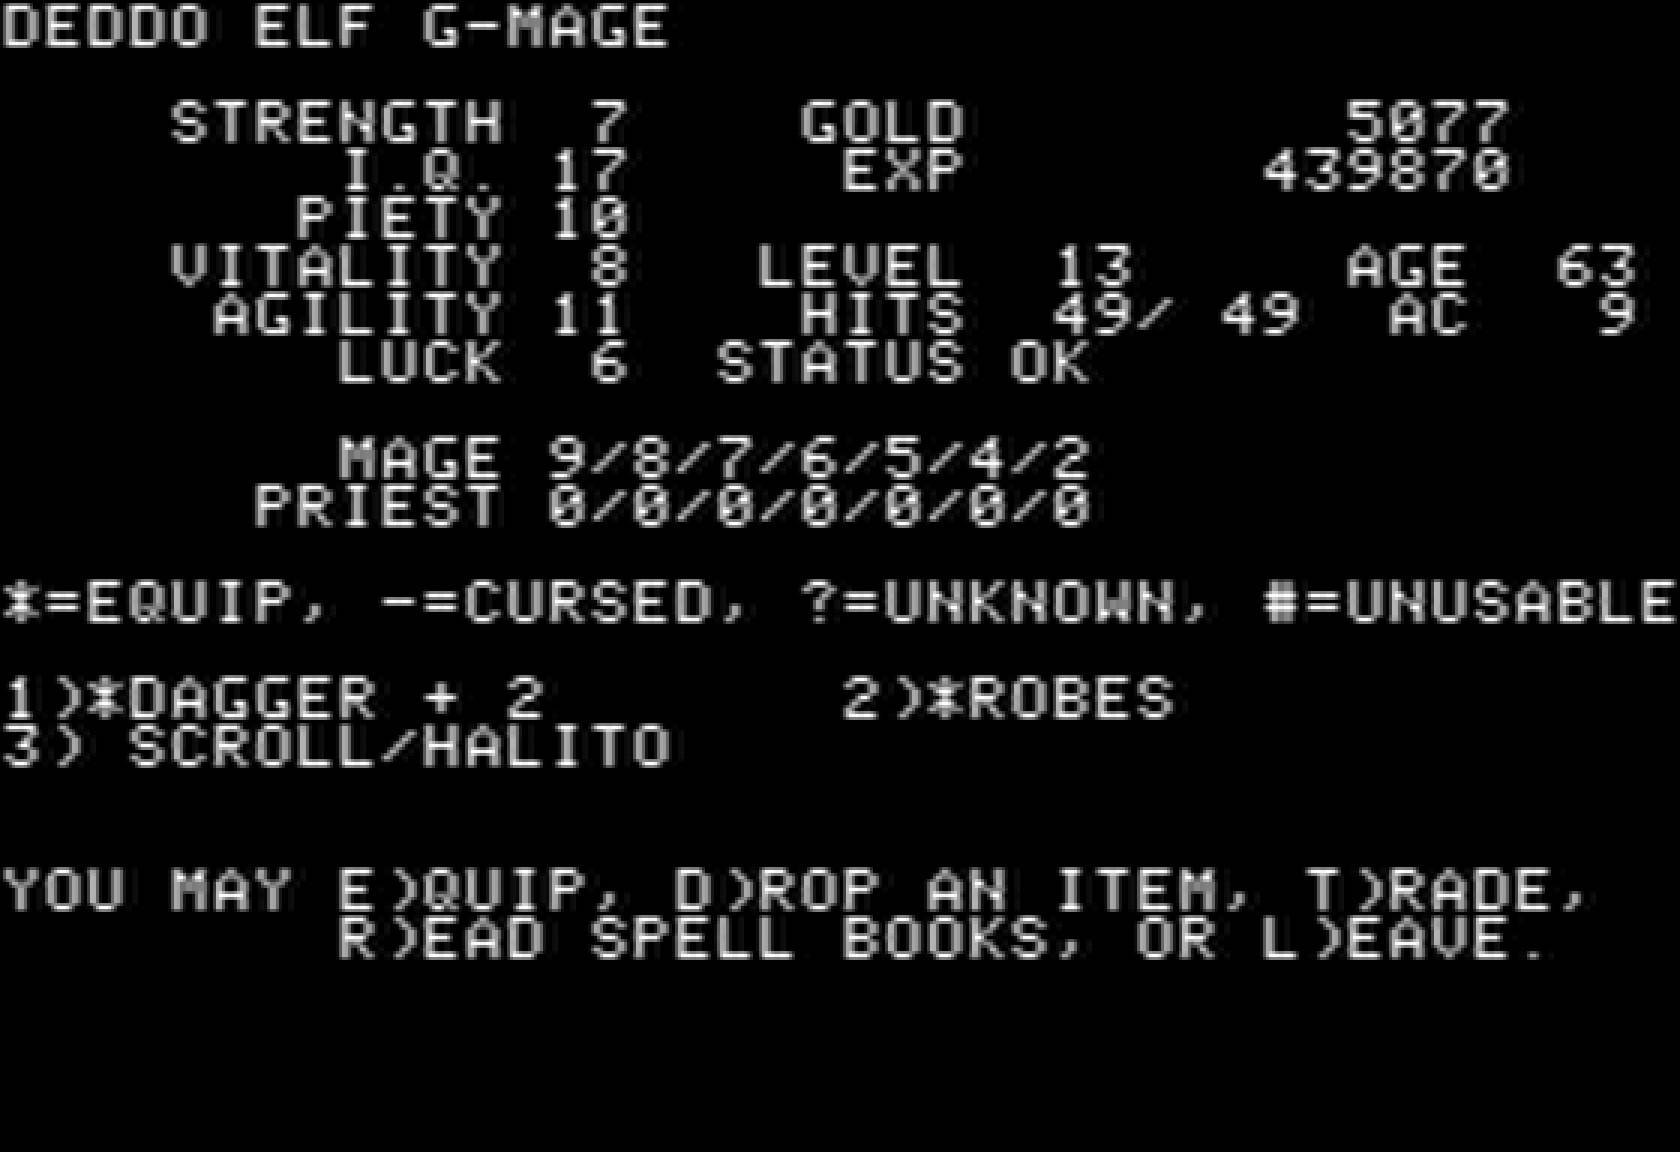 DEDDO ELF G-MAGE
STRENGTH 7 GOLD 5077
I.Q. 17 EXP 439870
PIETY 10
VITALITY 8 LEVEL 13 AGE 63
AGILITY 11 HITS 49/ 49 AC 9
LUCK 6 STATUS OK
MAGE 9/8/7/6/5/4/2
PRIEST 0/0/0/0/0/0/0
*=EQUIP, -=CURSED, ?=UNKNOWN, #=UNUSABLE
1)*DAGGER + 2 2)*ROBES
3) SCROLL/HALITO
YOU MAY E)QUIP, D)ROP AN ITEM, T)RADE,
R)EAD SPELL BOOKS, OR L)EAVE.